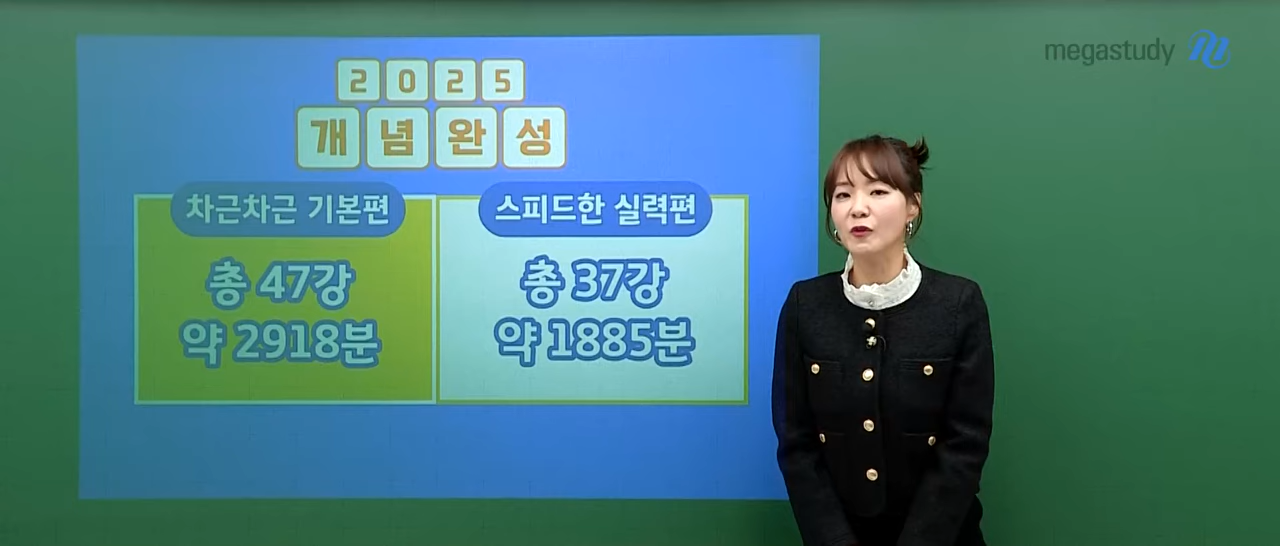 megastudy
2025
개념완성
차근차근 기본편
총 47강
약 2918분
스피드한 실력편
총 37강
약 1885분